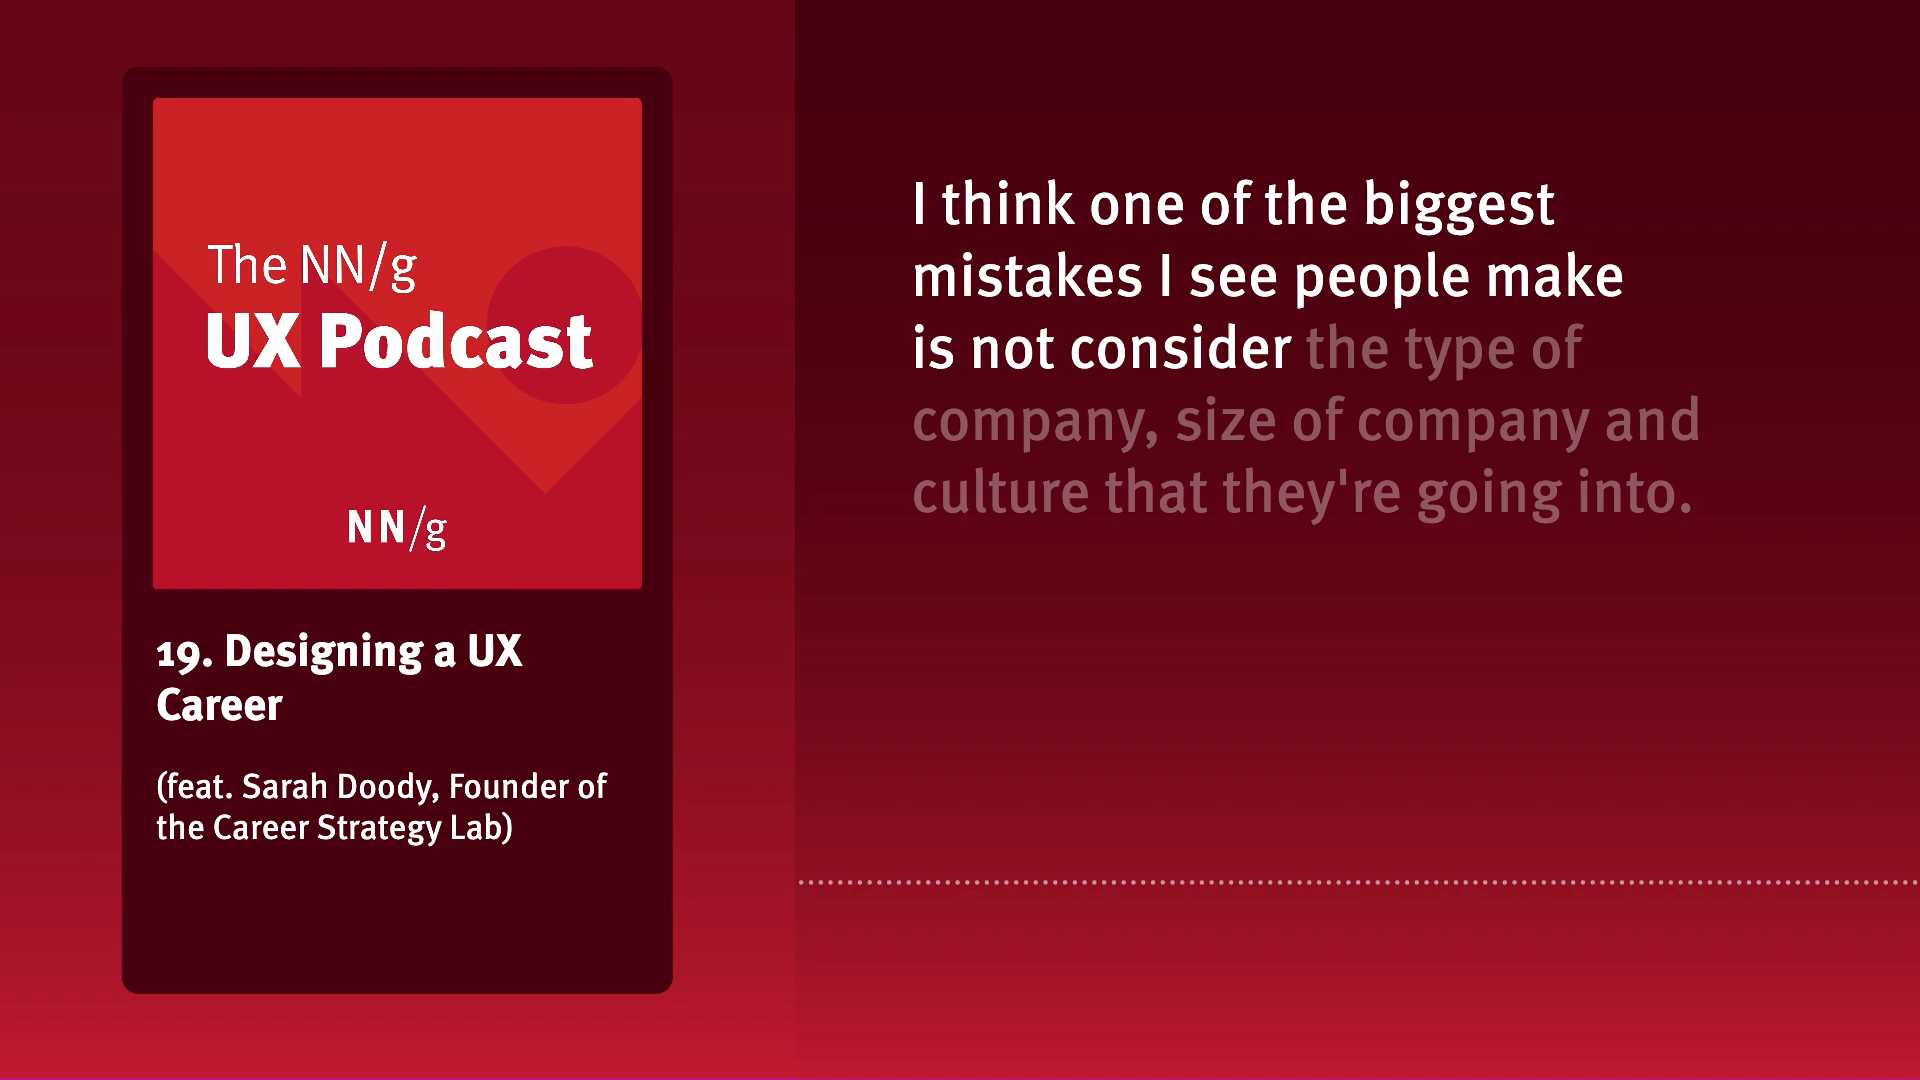 The NN/g
UX Podcast
NN/g
19. Designing a UX
Career
(feat. Sarah Doody, Founder of
the Career Strategy Lab)
I think one of the biggest
mistakes I see people make
is not consider the type of
company, size of company and
culture that they're going into.